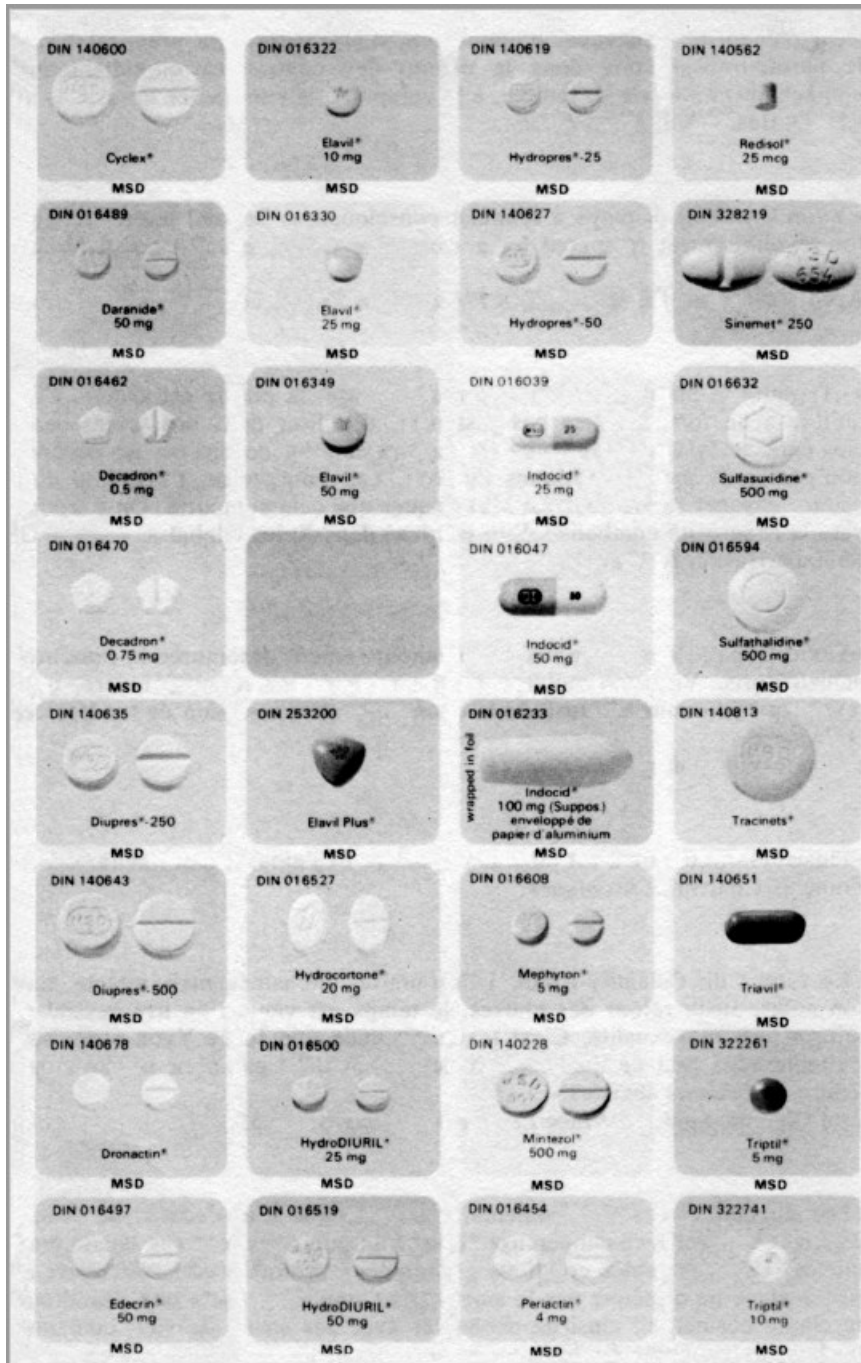 DIN 140600
Cyclex*
MSD
DIN 016322
Elavil*
10 mg
MSD
DIN 140619
Hydropres*-25
MSD
DIN 140562
Redisol*
25 mcg
MSD
DIN 016489
Daranide*
50 mg
MSD
DIN 016330
Elavil*
25 mg
MSD
DIN 140627
Hydropres*-50
MSD
DIN 328219
654
Sinemet* 250
MSD
DIN 016462
Decadron*
0.5 mg
MSD
DIN 016349
Elavil*
50 mg
MSD
DIN 016039
25
Indocid*
25 mg
MSD
DIN 016632
Sulfasuxidine*
500 mg
MSD
DIN 016470
Decadron*
0.75 mg
MSD
DIN 016047
Indocid*
50 mg
MSD
DIN 016594
Sulfathalidine*
500 mg
MSD
DIN 140635
Diupres*-250
MSD
DIN 253200
Elavil Plus*
MSD
DIN 016233
wrapped in foil
Indocid*
100 mg (Suppos.)
enveloppé de
papier d'aluminium
MSD
DIN 140813
Tracinets*
MSD
DIN 140643
MSD
Diupres*-500
MSD
DIN 016527
Hydrocortone*
20 mg
MSD
DIN 016608
Mephyton*
5 mg
MSD
DIN 140651
Triavil*
MSD
DIN 140678
Dronactin*
MSD
DIN 016500
HydroDIURIL*
25 mg
MSD
DIN 140228
MSD
Mintezol*
500 mg
MSD
DIN 322261
Triptil*
5 mg
MSD
DIN 016497
Edecrin*
50 mg
MSD
DIN 016519
HydroDIURIL*
50 mg
MSD
DIN 016454
Periactin*
4 mg
MSD
DIN 322741
Triptil*
10 mg
MSD